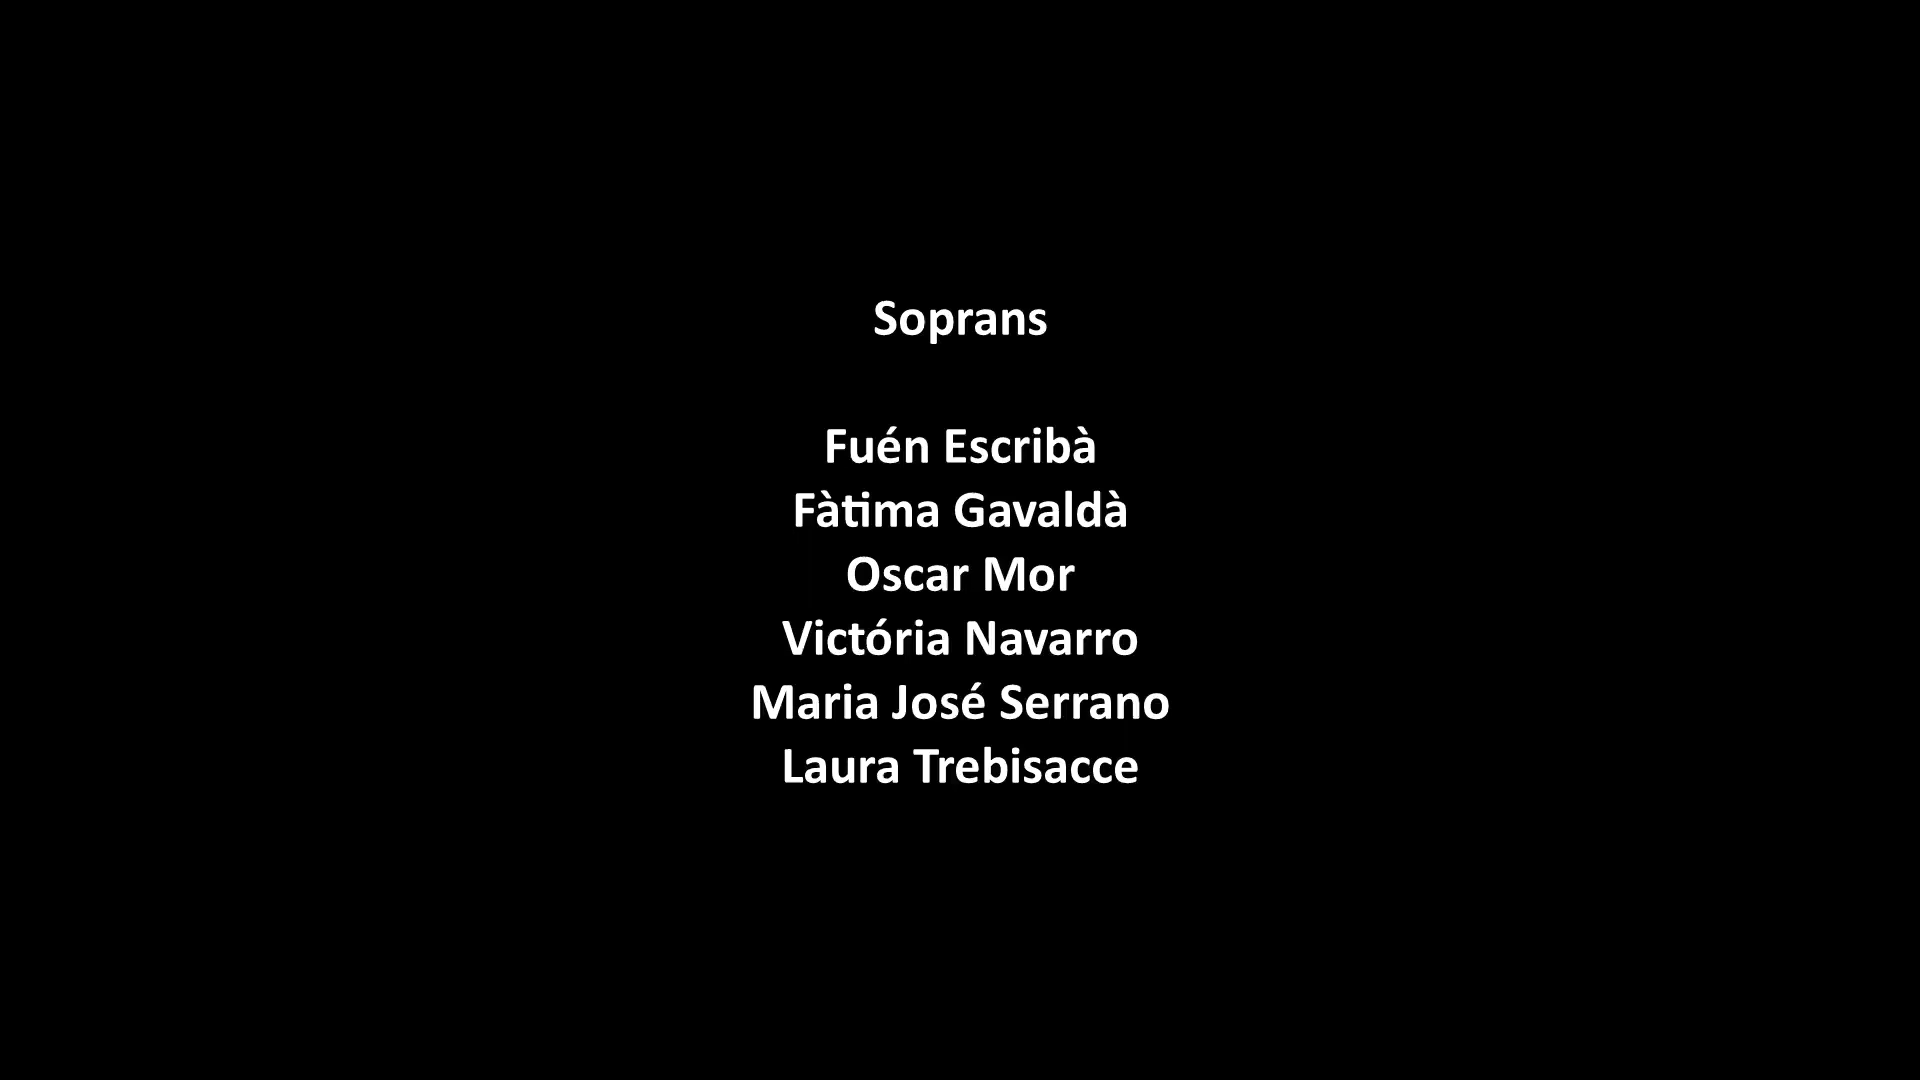 Soprans
Fuén Escribà
Fàtima Gavaldà
Oscar Mor
Victória Navarro
Maria José Serrano
Laura Trebisacce